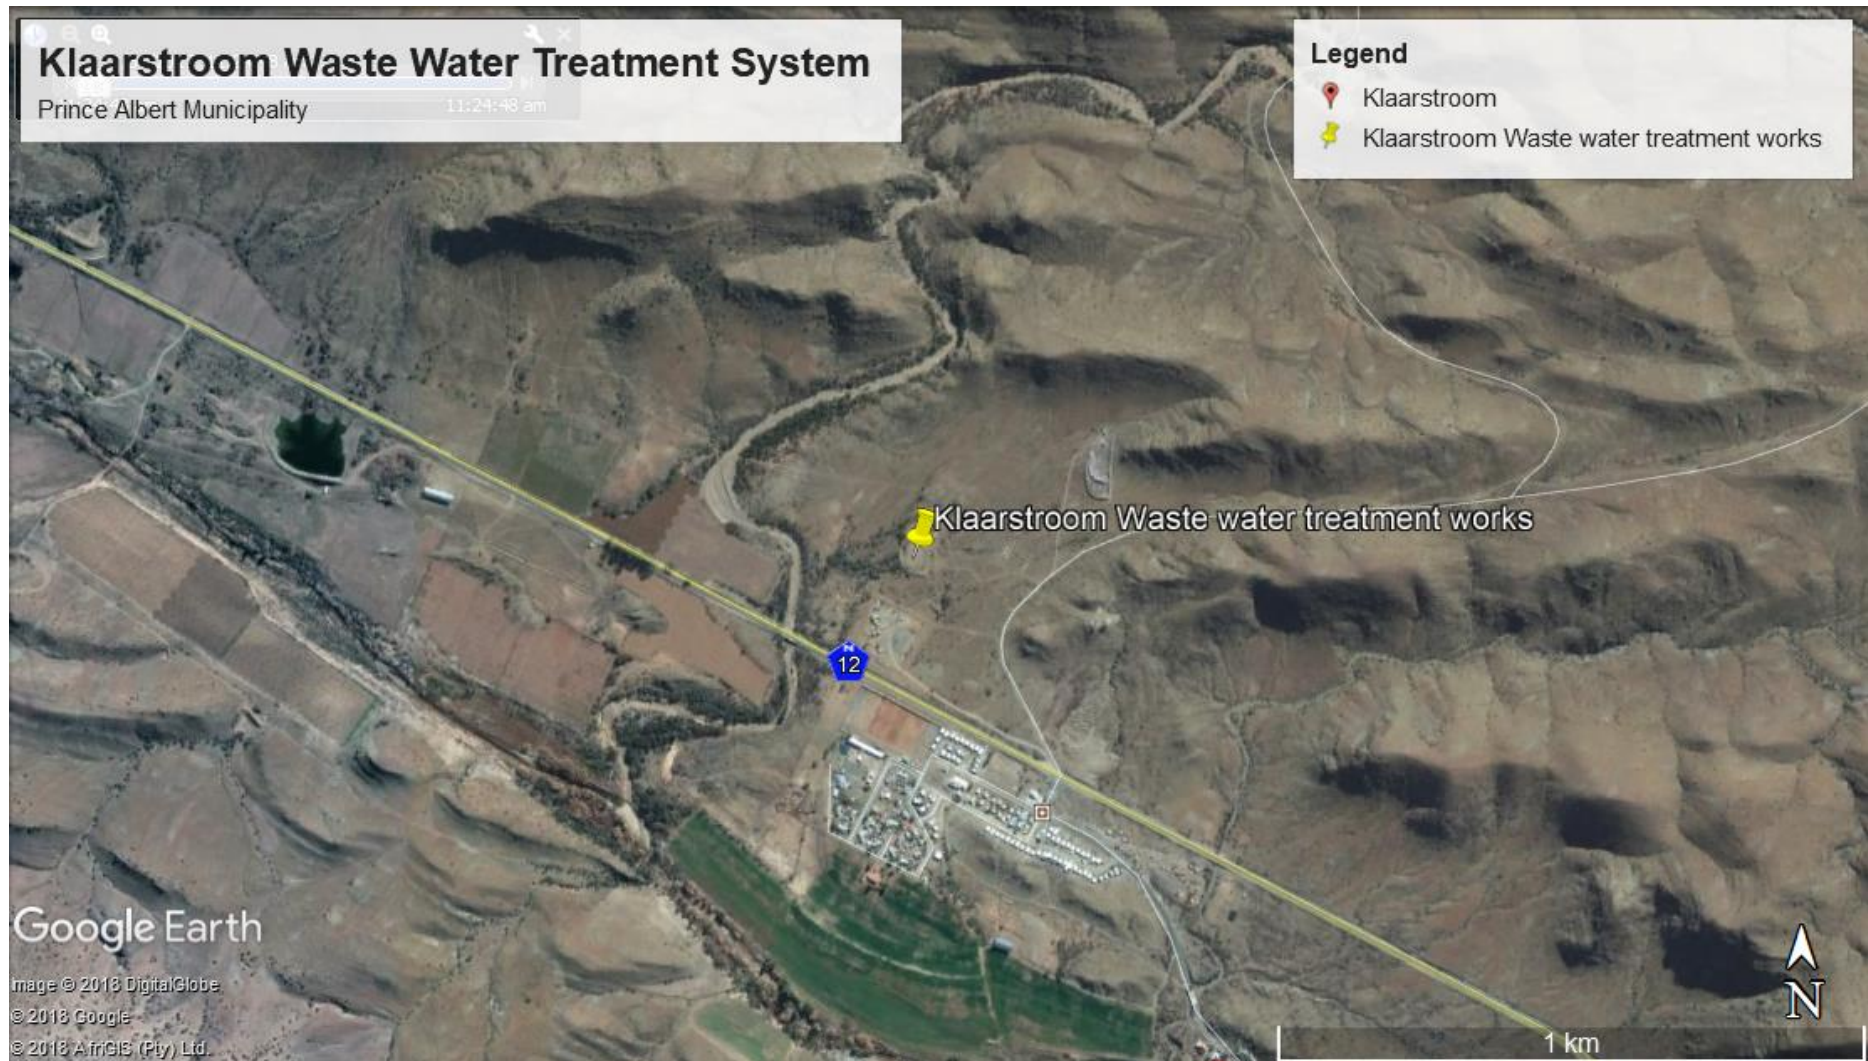 Klaarstroom Waste Water Treatment System
Prince Albert Municipality
11:24:48 am
Legend
Klaarstroom
Klaarstroom Waste water treatment works
Klaarstroom Waste water treatment works
N
12
Google Earth
Image © 2018 DigitalGlobe
© 2018 Google
© 2018 AfriGIS (Pty) Ltd.
N
1 km